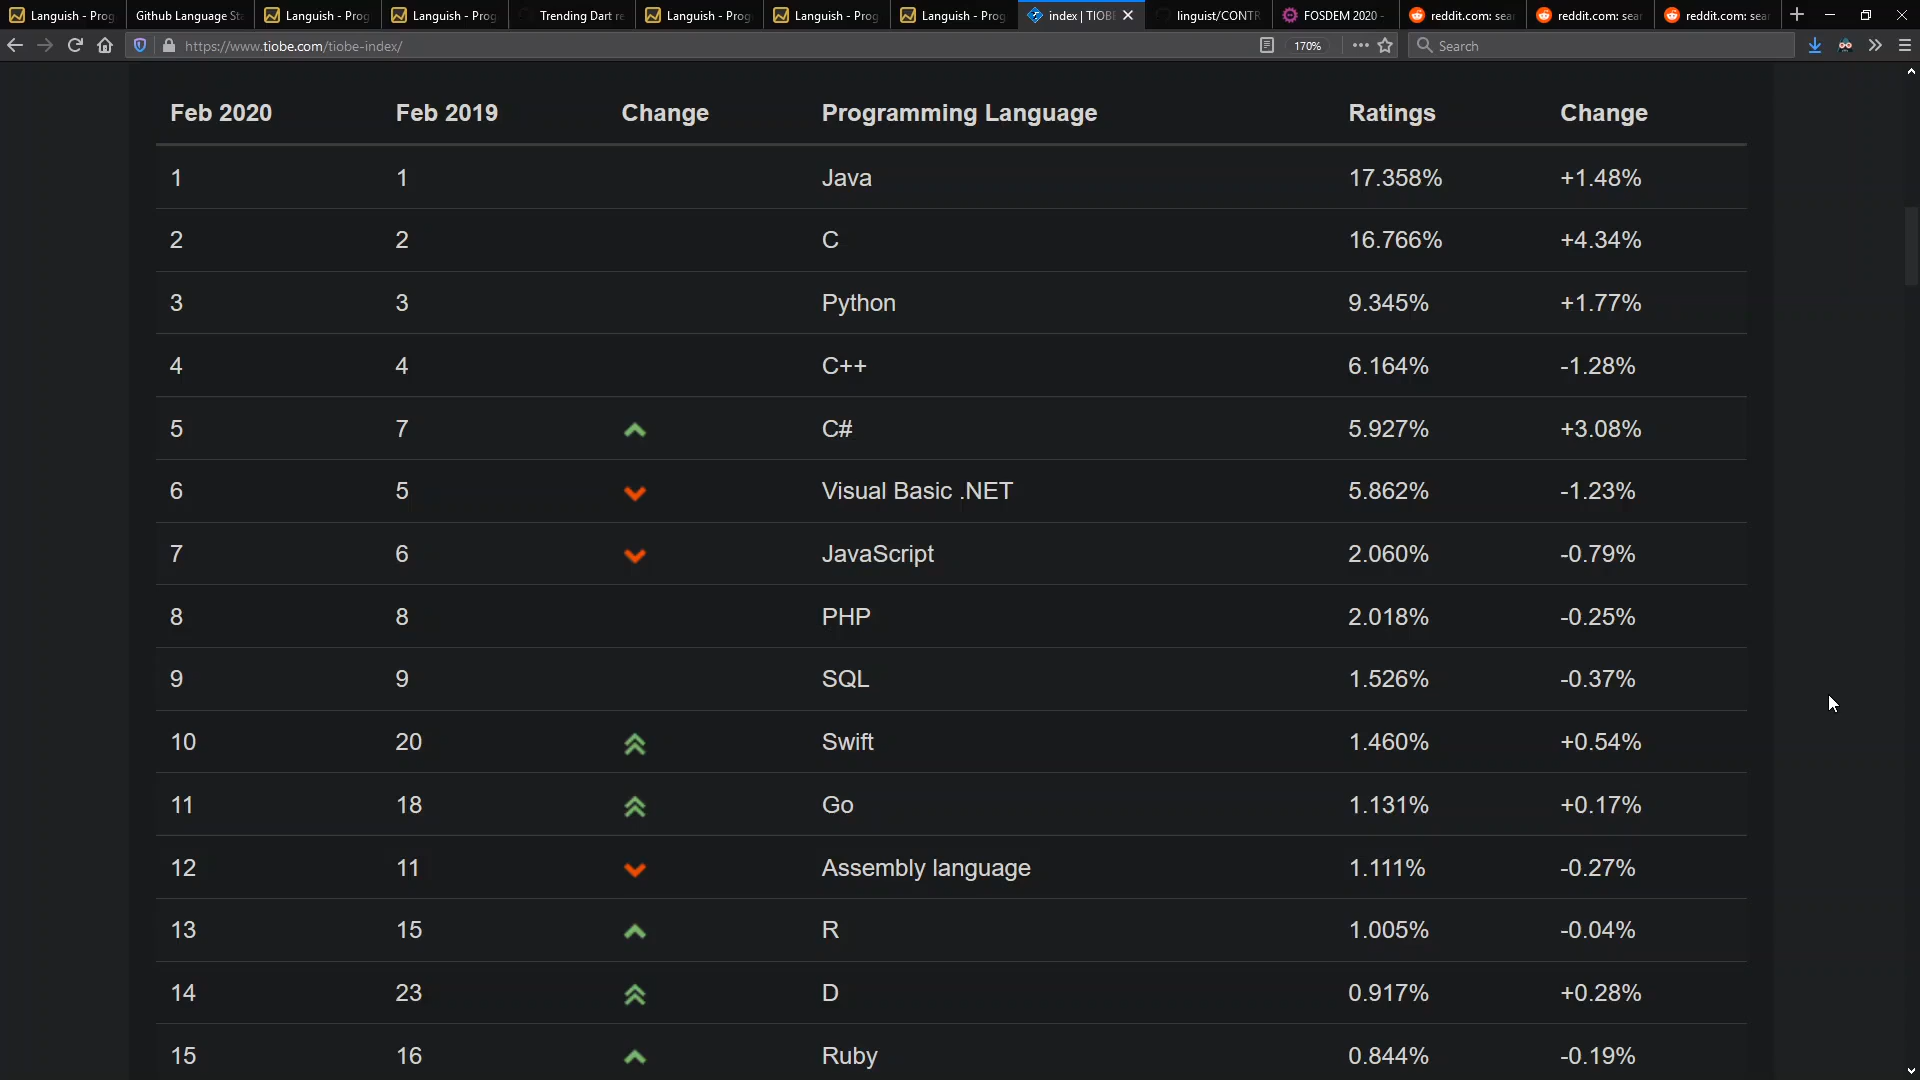 Languish - Prog
Github Language St
Languish - Prog
Languish - Prog
Trending Dart re
Languish - Prog
Languish - Prog
Languish - Prog
index | TIOB
linguist/CONTR
FOSDEM 2020 -
reddit.com: sear
reddit.com: sear
reddit.com: sear
https://www.tiobe.com/tiobe-index/
170%
Search
Feb 2020 Feb 2019 Change Programming Language Ratings Change
1 1 Java 17.358% +1.48%
2 2 C 16.766% +4.34%
3 3 Python 9.345% +1.77%
4 4 C++ 6.164% -1.28%
5 7 C# 5.927% +3.08%
6 5 Visual Basic .NET 5.862% -1.23%
7 6 JavaScript 2.060% -0.79%
8 8 PHP 2.018% -0.25%
9 9 SQL 1.526% -0.37%
10 20 Swift 1.460% +0.54%
11 18 Go 1.131% +0.17%
12 11 Assembly language 1.111% -0.27%
13 15 R 1.005% -0.04%
14 23 D 0.917% +0.28%
15 16 Ruby 0.844% -0.19%